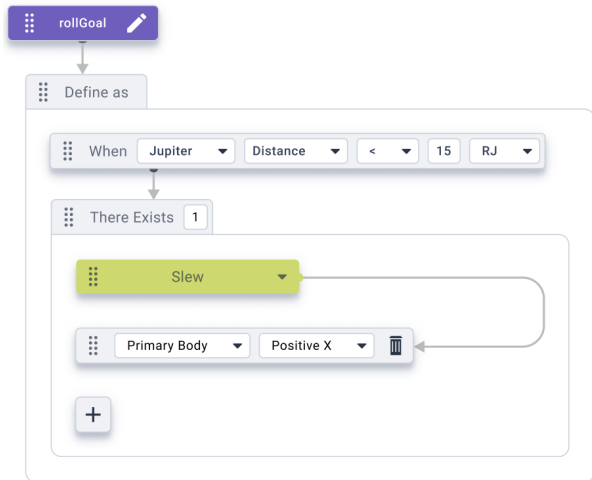 rollGoal
Define as
When Jupiter Distance < 15 RJ
There Exists 1
Slew
Primary Body Positive X
+